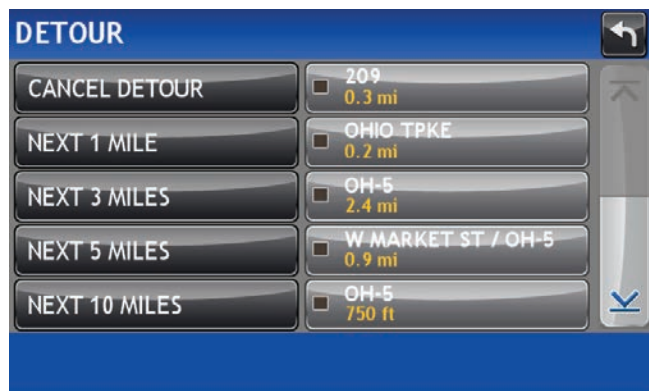 DETOUR
CANCEL DETOUR
209
0.3 mi
NEXT 1 MILE
OHIO TPKE
0.2 mi
NEXT 3 MILES
OH-5
2.4 mi
NEXT 5 MILES
W MARKET ST / OH-5
0.9 mi
NEXT 10 MILES
OH-5
750 ft